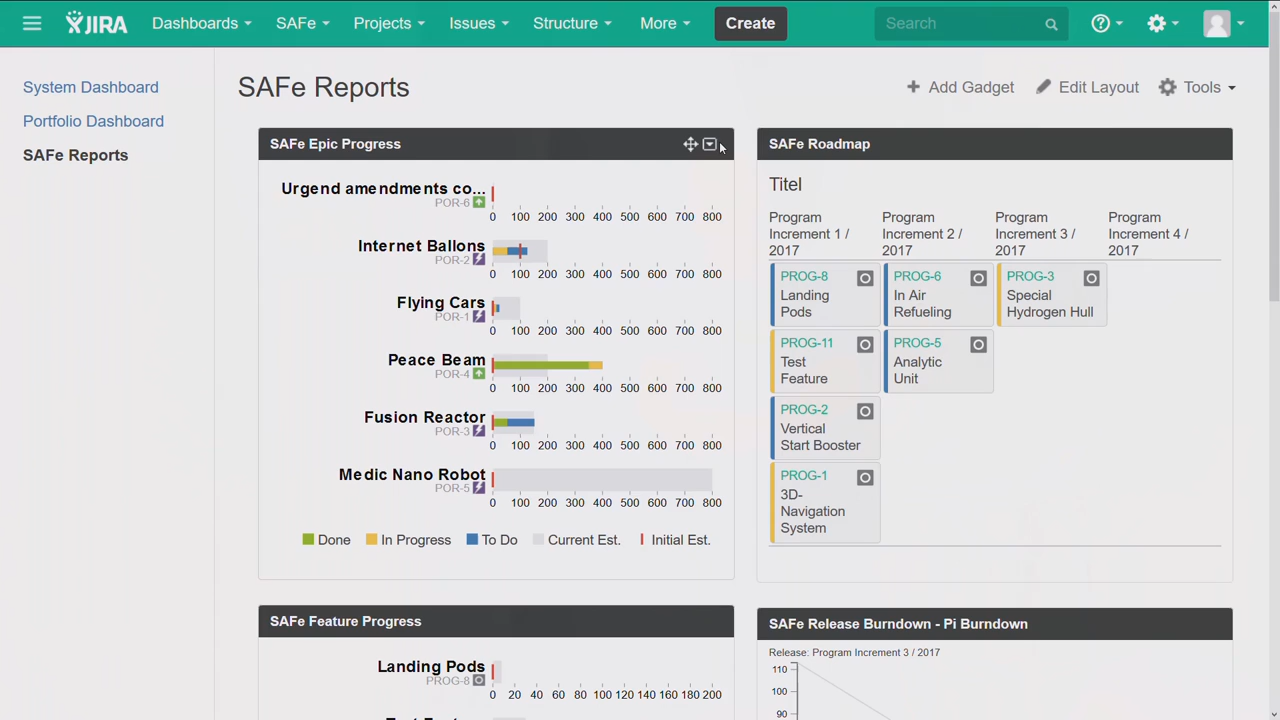 JIRA Dashboards SAFe Projects Issues Structure More Create Search
System Dashboard
Portfolio Dashboard
SAFe Reports
SAFe Reports
Add Gadget Edit Layout Tools
SAFe Epic Progress
Urgend amendments co...
POR-6
0 100 200 300 400 500 600 700 800
Internet Ballons
POR-2
0 100 200 300 400 500 600 700 800
Flying Cars
POR-1
0 100 200 300 400 500 600 700 800
Peace Beam
POR-4
0 100 200 300 400 500 600 700 800
Fusion Reactor
POR-3
0 100 200 300 400 500 600 700 800
Medic Nano Robot
POR-5
0 100 200 300 400 500 600 700 800
Done In Progress To Do Current Est. Initial Est.
SAFe Roadmap
Titel
Program
Increment 1 /
2017
Program
Increment 2 /
2017
Program
Increment 3 /
2017
Program
Increment 4 /
2017
PROG-8
Landing
Pods
PROG-11
Test
Feature
PROG-2
Vertical
Start Booster
PROG-1
3D-
Navigation
System
PROG-6
In Air
Refueling
PROG-5
Analytic
Unit
PROG-3
Special
Hydrogen Hull
SAFe Feature Progress
Landing Pods
PROG-8
0 20 40 60 80 100 120 140 160 180 200
SAFe Release Burndown - Pi Burndown
Release: Program Increment 3 / 2017
110
100
90